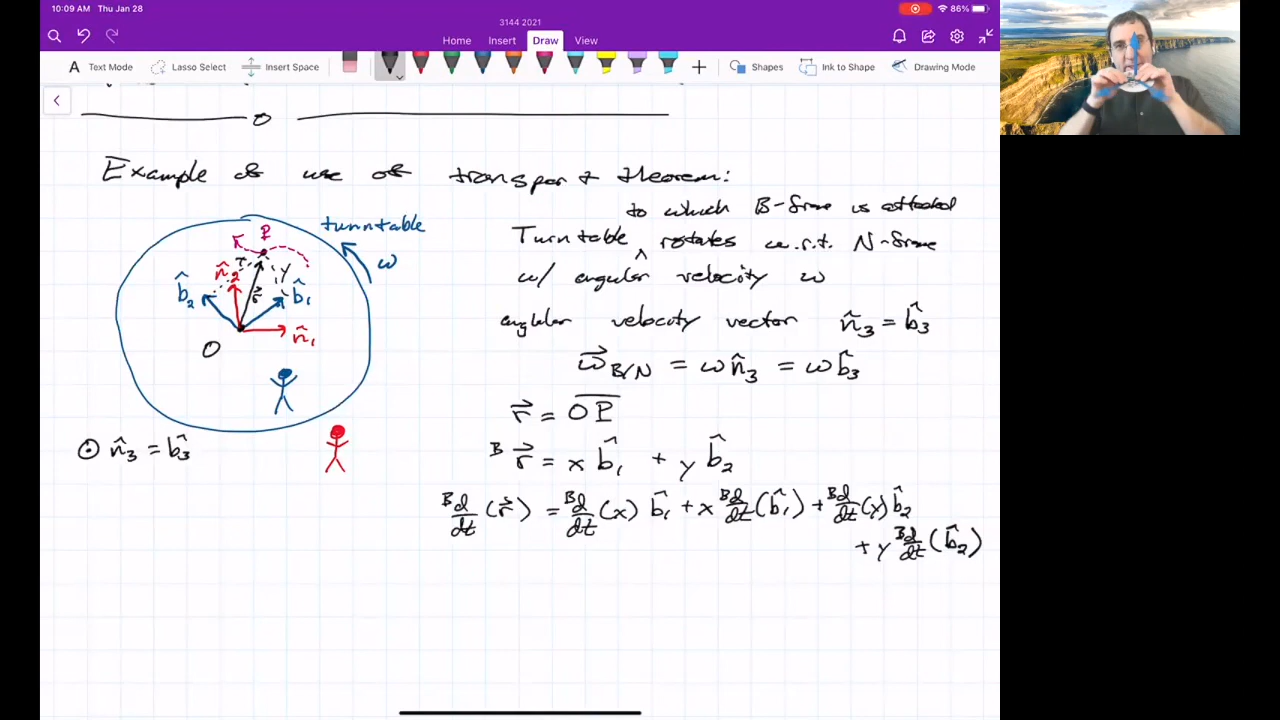 10:09 AM Thu Jan 28
86%
3144 2021
Home Insert Draw View
Text Mode Lasso Select Insert Space Shapes Ink to Shape Drawing Mode
Example of use of transport theorem:
to which B-frame is attached
Turntable ^ rotates w.r.t. N-frame
w/ angular velocity ω
angular velocity vector n̂₃ = b̂₃
ω⃗ B/N = ωn̂₃ = ωb̂₃
r⃗ = OP
ᴮr⃗ = x b̂₁ + y b̂₂
ᴮd/dt (r⃗) = ᴮd/dt (x) b̂₁ + x ᴮd/dt (b̂₁) + ᴮd/dt (y) b̂₂
+ y ᴮd/dt (b̂₂)
turntable
ω
P
x
y
r⃗
n̂₂
b̂₂
b̂₁
n̂₁
O
⊙ n̂₃ = b̂₃